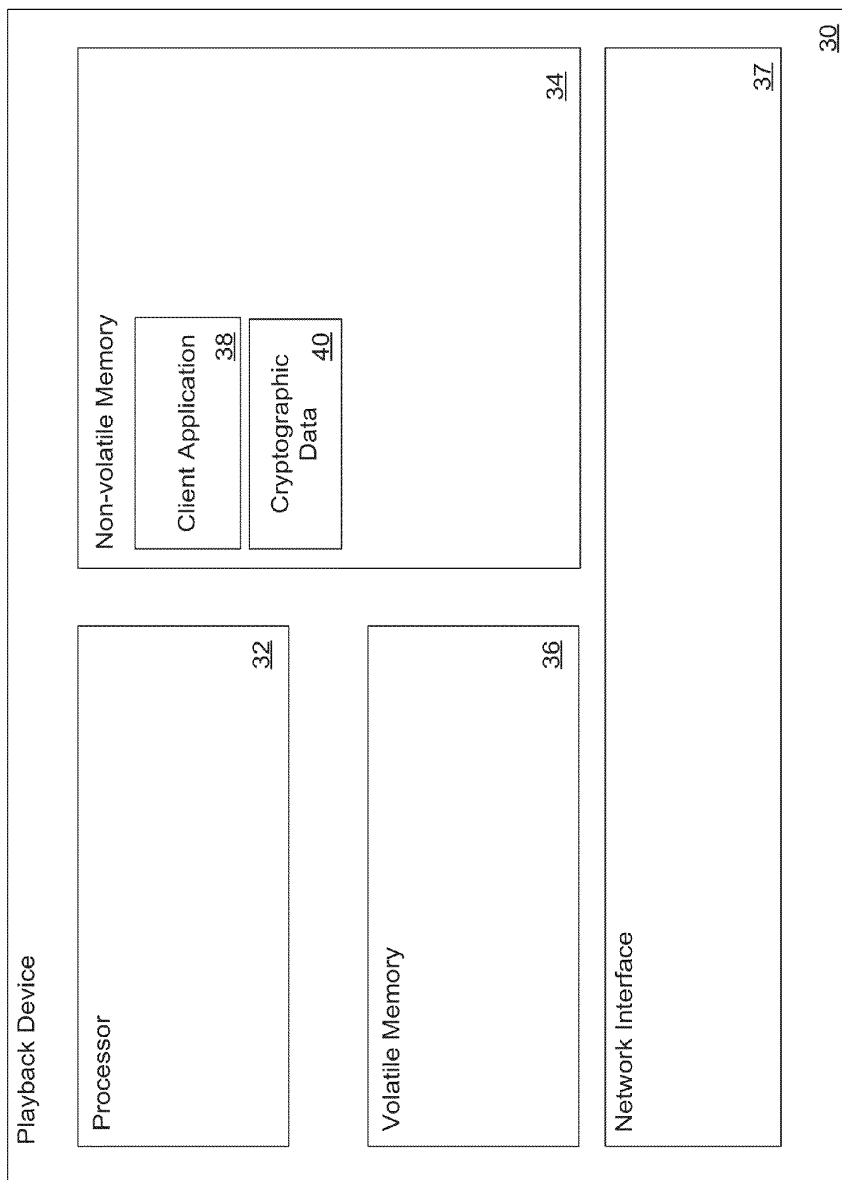 Playback Device
Processor
32
Non-volatile Memory
Client Application
38
Cryptographic
Data
40
34
Volatile Memory
36
Network Interface
37
30